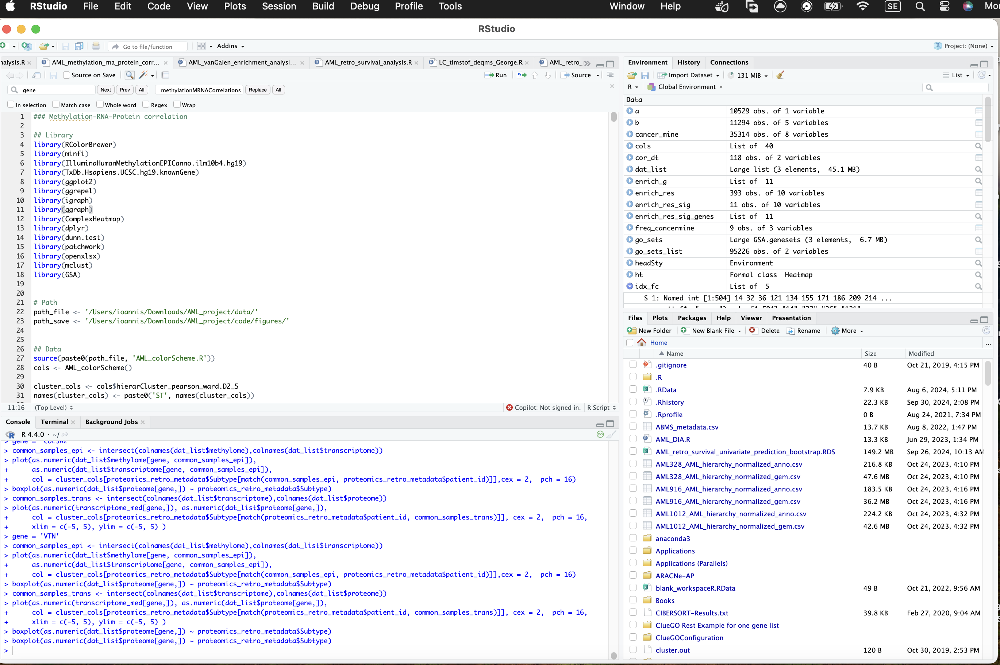 RStudio File Edit Code View Plots Session Build Debug Profile Tools Window Help SE
RStudio
Go to file/function Addins Project: (None)
AML_methylation_rna_protein_corr... AML_vanGalen_enrichment_analysi... AML_retro_survival_analysis.R LC_timstof_deqms_George.R AML_retro_
Source on Save Run Source
gene Next Prev All methylationMRNACorrelations Replace All
In selection Match case Whole word Regex Wrap
1 ### Methylation-RNA-Protein correlation
2
3 ## Library
4 library(RColorBrewer)
5 library(minfi)
6 library(IlluminaHumanMethylationEPICanno.ilm10b4.hg19)
7 library(TxDb.Hsapiens.UCSC.hg19.knownGene)
8 library(ggplot2)
9 library(ggrepel)
10 library(igraph)
11 library(ggraph)
12 library(ComplexHeatmap)
13 library(dplyr)
14 library(dunn.test)
15 library(patchwork)
16 library(openxlsx)
17 library(mclust)
18 library(GSA)
19
20
21 # Path
22 path_file <- '/Users/ioannis/Downloads/AML_project/data/'
23 path_save <- '/Users/ioannis/Downloads/AML_project/code/figures/'
24
25
26 ## Data
27 source(paste0(path_file, 'AML_colorScheme.R'))
28 cols <- AML_colorScheme()
29
30 cluster_cols <- cols$hierarCluster_pearson_ward.D2_5
31 names(cluster_cols) <- paste0('ST', names(cluster_cols))
11:16 (Top Level) Copilot: Not signed in. R Script
Console Terminal Background Jobs
R 4.4.0 · ~/
> common_samples_epi <- intersect(colnames(dat_list$methylome),colnames(dat_list$transcriptome))
> plot(as.numeric(dat_list$methylome[gene, common_samples_epi]),
+ as.numeric(dat_list$transcriptome[gene, common_samples_epi]),
+ col = cluster_cols[proteomics_retro_metadata$Subtype[match(common_samples_epi, proteomics_retro_metadata$patient_id)]],cex = 2, pch = 16)
> boxplot(as.numeric(dat_list$proteome[gene,]) ~ proteomics_retro_metadata$Subtype)
> common_samples_trans <- intersect(colnames(dat_list$transcriptome),colnames(dat_list$proteome))
> plot(as.numeric(transcriptome_med[gene,]), as.numeric(dat_list$proteome[gene,]),
+ col = cluster_cols[proteomics_retro_metadata$Subtype[match(proteomics_retro_metadata$patient_id, common_samples_trans)]], cex = 2, pch = 16,
+ xlim = c(-5, 5), ylim = c(-5, 5) )
> gene = 'VTN'
> common_samples_epi <- intersect(colnames(dat_list$methylome),colnames(dat_list$transcriptome))
> plot(as.numeric(dat_list$methylome[gene, common_samples_epi]),
+ as.numeric(dat_list$transcriptome[gene, common_samples_epi]),
+ col = cluster_cols[proteomics_retro_metadata$Subtype[match(common_samples_epi, proteomics_retro_metadata$patient_id)]],cex = 2, pch = 16)
> boxplot(as.numeric(dat_list$proteome[gene,]) ~ proteomics_retro_metadata$Subtype)
> common_samples_trans <- intersect(colnames(dat_list$transcriptome),colnames(dat_list$proteome))
> plot(as.numeric(transcriptome_med[gene,]), as.numeric(dat_list$proteome[gene,]),
+ col = cluster_cols[proteomics_retro_metadata$Subtype[match(proteomics_retro_metadata$patient_id, common_samples_trans)]], cex = 2, pch = 16,
+ xlim = c(-5, 5), ylim = c(-5, 5) )
> boxplot(as.numeric(dat_list$proteome[gene,]) ~ proteomics_retro_metadata$Subtype)
> boxplot(as.numeric(dat_list$proteome[gene,]) ~ proteomics_retro_metadata$Subtype)
>
Environment History Connections
Import Dataset 131 MiB List
R Global Environment
Data
a 10529 obs. of 1 variable
b 11294 obs. of 5 variables
cancer_mine 35314 obs. of 8 variables
cols List of 40
cor_dt 118 obs. of 2 variables
dat_list Large list (3 elements, 45.1 MB)
enrich_g List of 11
enrich_res 393 obs. of 10 variables
enrich_res_sig 11 obs. of 10 variables
enrich_res_sig_genes List of 11
freq_cancermine 9 obs. of 3 variables
go_sets Large GSA.genesets (3 elements, 6.7 MB)
go_sets_list 95226 obs. of 2 variables
headSty Environment
ht Formal class Heatmap
idx_fc List of 5
$ 1: Named int [1:504] 14 32 36 121 134 155 171 186 209 214 ...
Files Plots Packages Help Viewer Presentation
New Folder New Blank File Delete Rename More
Home ...
Name Size Modified
.gitignore 40 B Oct 21, 2019, 4:15 PM
.R
.RData 7.9 KB Aug 6, 2024, 5:11 PM
.Rhistory 22.3 KB Sep 30, 2024, 2:08 PM
.Rprofile 0 B Aug 24, 2021, 7:34 PM
ABMS_metadata.csv 13.7 KB Aug 8, 2022, 1:47 PM
AML_DIA.R 13.3 KB Jun 29, 2023, 1:34 PM
AML_retro_survival_univariate_prediction_bootstrap.RDS 149.2 MB Sep 26, 2024, 10:13 AM
AML328_AML_hierarchy_normalized_anno.csv 216.8 KB Oct 24, 2023, 4:10 PM
AML328_AML_hierarchy_normalized_gem.csv 47.6 MB Oct 24, 2023, 4:10 PM
AML916_AML_hierarchy_normalized_anno.csv 183.5 KB Oct 24, 2023, 4:16 PM
AML916_AML_hierarchy_normalized_gem.csv 36.2 MB Oct 24, 2023, 4:16 PM
AML1012_AML_hierarchy_normalized_anno.csv 224.2 KB Oct 24, 2023, 4:32 PM
AML1012_AML_hierarchy_normalized_gem.csv 42.6 MB Oct 24, 2023, 4:32 PM
anaconda3
Applications
Applications (Parallels)
ARACNe-AP
blank_workspaceR.RData 49 B Oct 21, 2022, 9:56 AM
Books
CIBERSORT-Results.txt 39.8 KB Feb 27, 2020, 9:04 AM
ClueGO Rest Example for one gene list
ClueGOConfiguration
cluster.out 120 B Oct 30, 2019, 2:53 PM